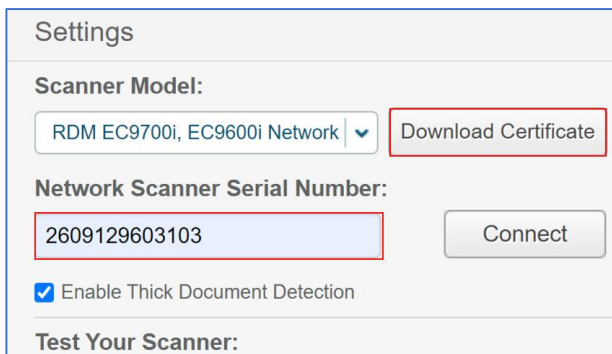 Settings
Scanner Model:
RDM EC9700i, EC9600i Network
Download Certificate
Network Scanner Serial Number:
2609129603103
Connect
Enable Thick Document Detection
Test Your Scanner: